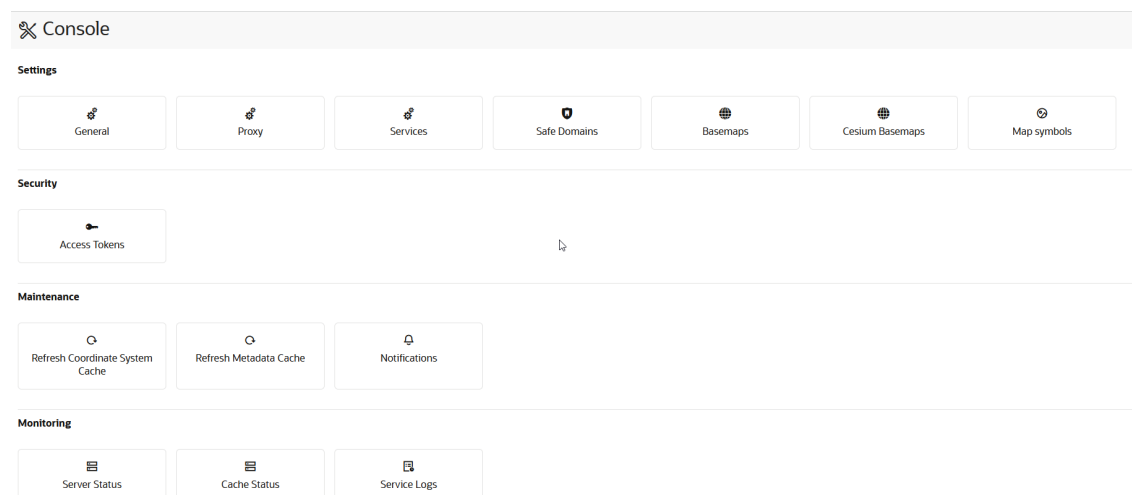 Console
Settings
General
Proxy
Services
Safe Domains
Basemaps
Cesium Basemaps
Map symbols
Security
Access Tokens
Maintenance
Refresh Coordinate System
Cache
Refresh Metadata Cache
Notifications
Monitoring
Server Status
Cache Status
Service Logs